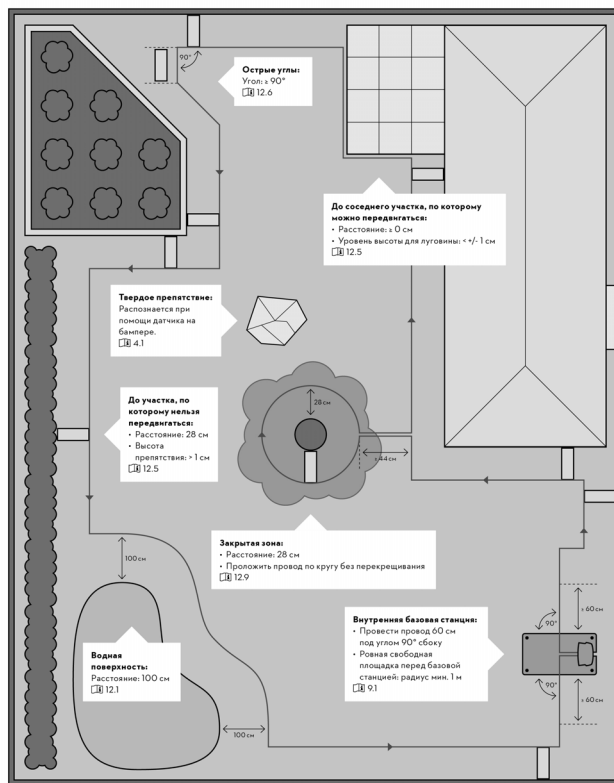 90°
Острые углы:
Угол: ≥ 90°
12.6
До соседнего участка, по которому
можно передвигаться:
• Расстояние: ≥ 0 см
• Уровень высоты для луговины: < +/- 1 см
12.5
Твердое препятствие:
Распознается при
помощи датчика на
бампере.
4.1
28 см
До участка, по
которому нельзя
передвигаться:
• Расстояние: 28 см
• Высота
препятствия: > 1 см
12.5
≥ 44 см
Закрытая зона:
• Расстояние: 28 см
• Проложить провод по кругу без перекрещивания
12.9
100 см
Внутренняя базовая станция:
• Провести провод 60 см
под углом 90° сбоку
• Ровная свободная
площадка перед базовой
станцией: радиус мин. 1 м
9.1
≥ 60 см
90°
90°
≥ 60 см
Водная
поверхность:
Расстояние: 100 см
12.1
100 см